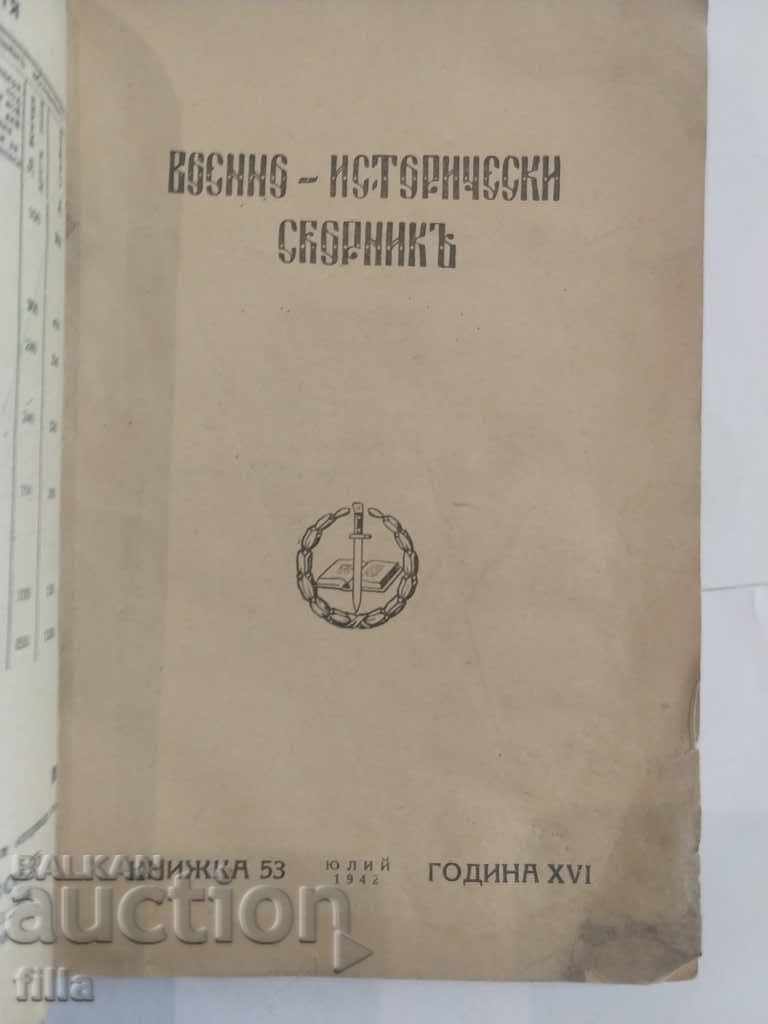 ВОЕННО - ИСТОРИЧЕСКИ
СБОРНИКЪ
КНИЖКА 53 ЮЛИЙ 1942 ГОДИНА XVI
BALKAN
auction
filla